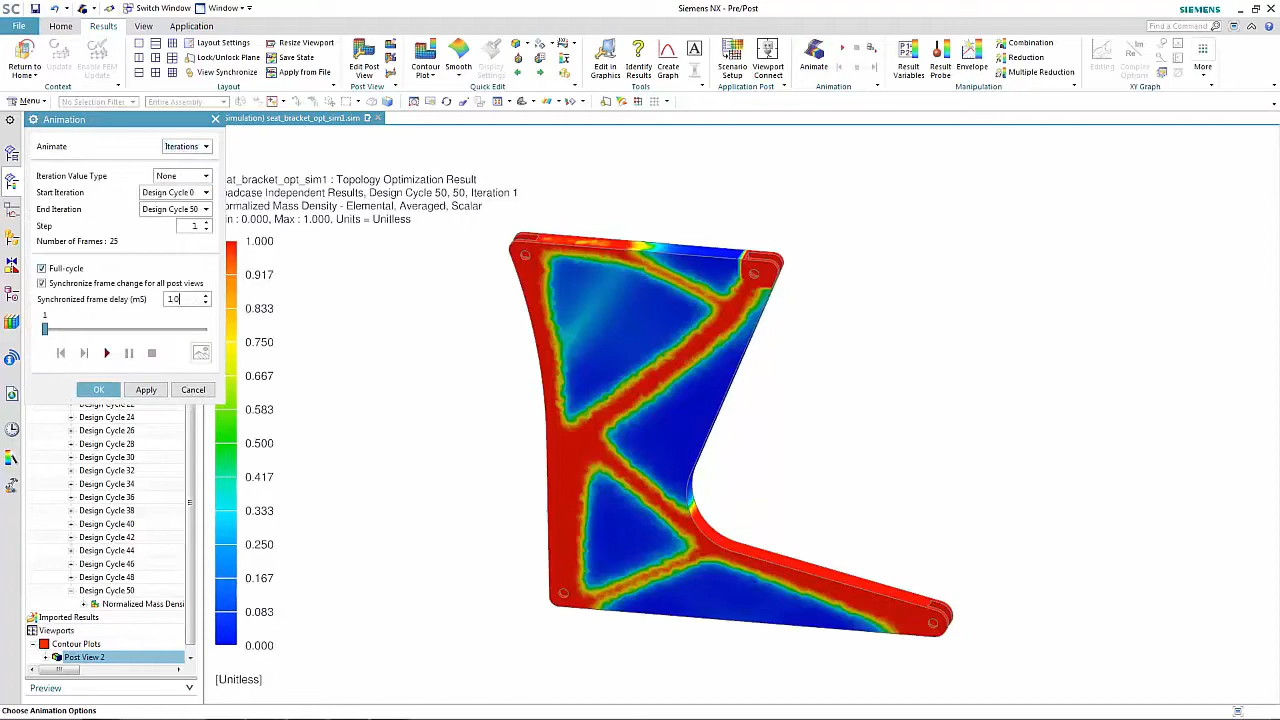 SC Switch Window Window Siemens NX - Pre/Post SIEMENS
File Home Results View Application Find a Command
Return to Home Update Enable FEM Update Layout Settings Resize Viewport Edit Post View Contour Plot Smooth Display Settings Edit in Graphics Identify Results Create Graph Scenario Setup Viewport Connect Animate Result Variables Result Probe Envelope Combination Editing Complex Options More
Lock/Unlock Plane Save State Reduction
View Synchronize Apply from File Multiple Reduction
Context Layout Post View Quick Edit Tools Application Post Animation Manipulation XY Graph
Menu No Selection Filter Entire Assembly
Animation
imulation) seat_bracket_opt_sim1.sim
Animate Iterations
Iteration Value Type None
Start Iteration Design Cycle 0
End Iteration Design Cycle 50
Step 1
Number of Frames : 25
Full-cycle
Synchronize frame change for all post views
Synchronized frame delay (mS) 10
1
OK Apply Cancel
at_bracket_opt_sim1 : Topology Optimization Result
adcase Independent Results, Design Cycle 50, 50, Iteration 1
rmalized Mass Density - Elemental, Averaged, Scalar
n : 0.000, Max : 1.000, Units = Unitless
1.000
0.917
0.833
0.750
0.667
0.583
0.500
0.417
0.333
0.250
0.167
0.083
0.000
[Unitless]
Design Cycle 22
Design Cycle 24
Design Cycle 26
Design Cycle 28
Design Cycle 30
Design Cycle 32
Design Cycle 34
Design Cycle 36
Design Cycle 38
Design Cycle 40
Design Cycle 42
Design Cycle 44
Design Cycle 46
Design Cycle 48
Design Cycle 50
Normalized Mass Densi
Imported Results
Viewports
Contour Plots
Post View 2
Preview
Choose Animation Options